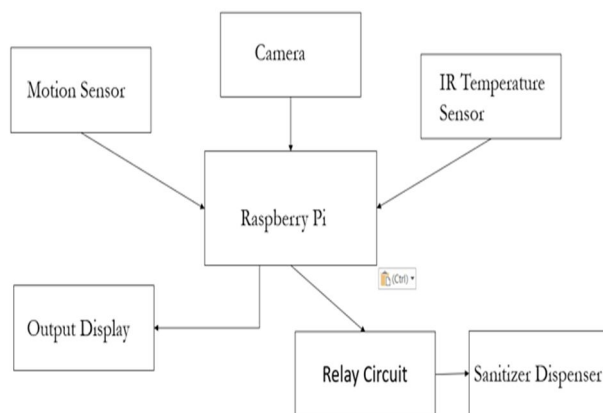 Camera
Motion Sensor
IR Temperature
Sensor
Raspberry Pi
(Ctrl)
Output Display
Relay Circuit
Sanitizer Dispenser